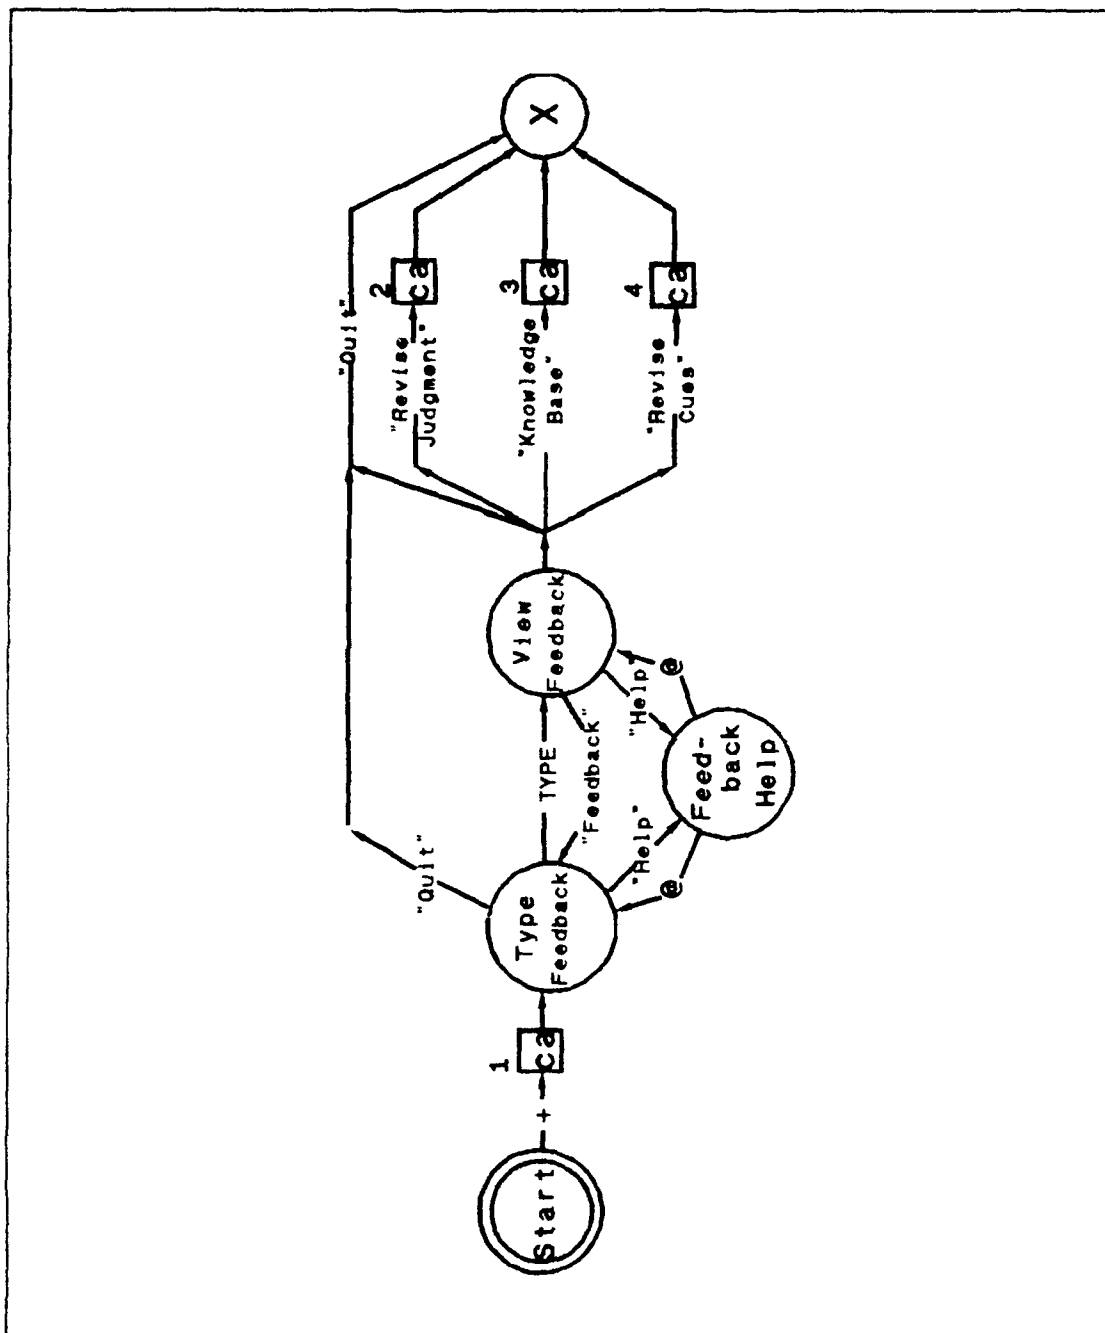 Start
+
1
ca
Type
Feedback
"Quit"
TYPE
"Feedback"
"Help"
@
Feed-
back
Help
View
Feedback
"Help"
@
"Quit"
"Revise
Judgment"
2
ca
"Knowledge
Base"
3
ca
"Revise
Cues"
4
ca
X